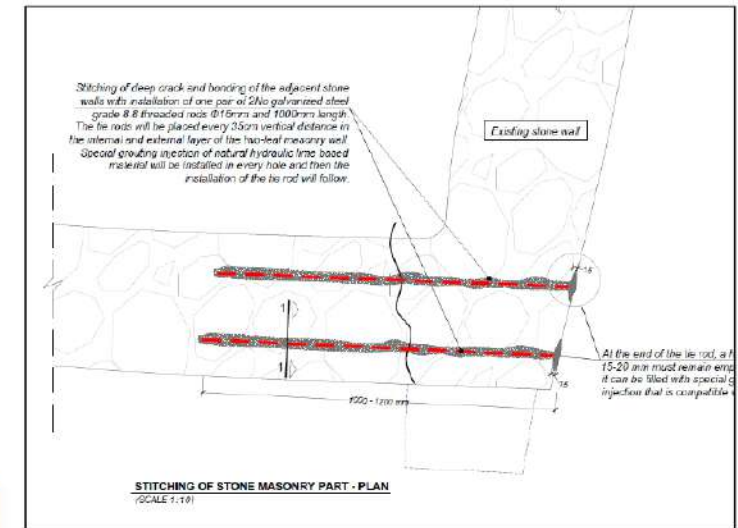 Stitching of deep crack and bonding of the adjacent stone
walls with installation of one pair of 2No galvanized steel
grade 8.8 threaded rods Φ16mm and 1000mm length.
The tie rods will be placed every 35cm vertical distance in
the internal and external layer of the two-leaf masonry wall.
Special grouting injection of natural hydraulic lime based
material will be installed in every hole and then the
installation of the tie rod will follow.
Existing stone wall
15
1
1
At the end of the tie rod, a h
15-20 mm must remain emp
it can be filled with special g
injection that is compatible
15
1000 - 1200 mm
STITCHING OF STONE MASONRY PART - PLAN
(SCALE 1:10)